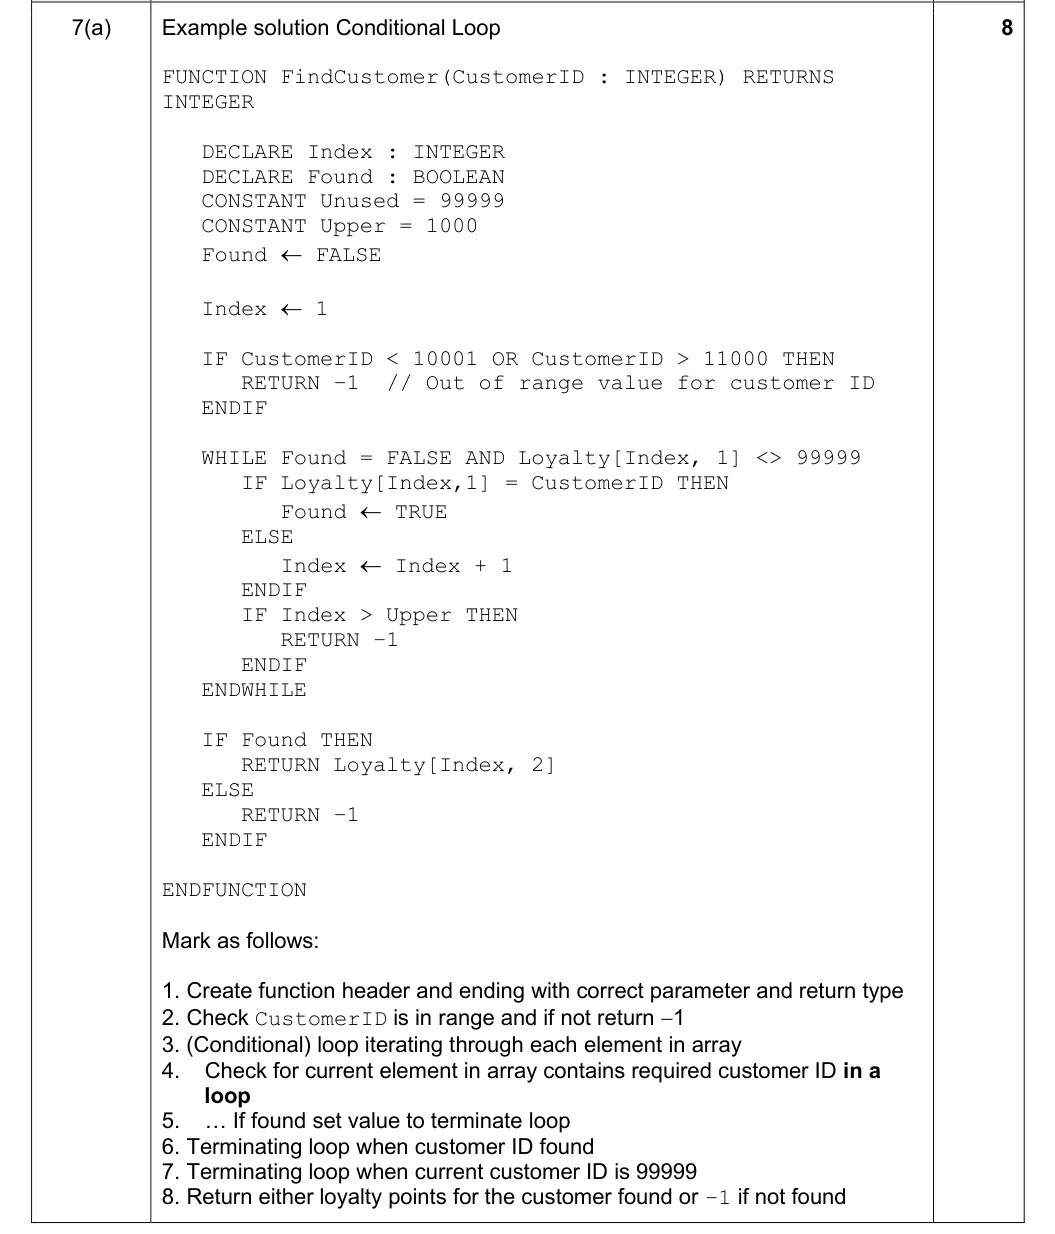 7(a)
Example solution Conditional Loop
8
FUNCTION FindCustomer(CustomerID : INTEGER) RETURNS
INTEGER
DECLARE Index : INTEGER
DECLARE Found : BOOLEAN
CONSTANT Unused = 99999
CONSTANT Upper = 1000
Found ← FALSE
Index ← 1
IF CustomerID < 10001 OR CustomerID > 11000 THEN
RETURN –1  // Out of range value for customer ID
ENDIF
WHILE Found = FALSE AND Loyalty[Index, 1] <> 99999
IF Loyalty[Index,1] = CustomerID THEN
Found ← TRUE
ELSE
Index ← Index + 1
ENDIF
IF Index > Upper THEN
RETURN –1
ENDIF
ENDWHILE
IF Found THEN
RETURN Loyalty[Index, 2]
ELSE
RETURN –1
ENDIF
ENDFUNCTION
Mark as follows:
1. Create function header and ending with correct parameter and return type
2. Check CustomerID is in range and if not return –1
3. (Conditional) loop iterating through each element in array
4. Check for current element in array contains required customer ID in a
loop
5. … If found set value to terminate loop
6. Terminating loop when customer ID found
7. Terminating loop when current customer ID is 99999
8. Return either loyalty points for the customer found or –1 if not found